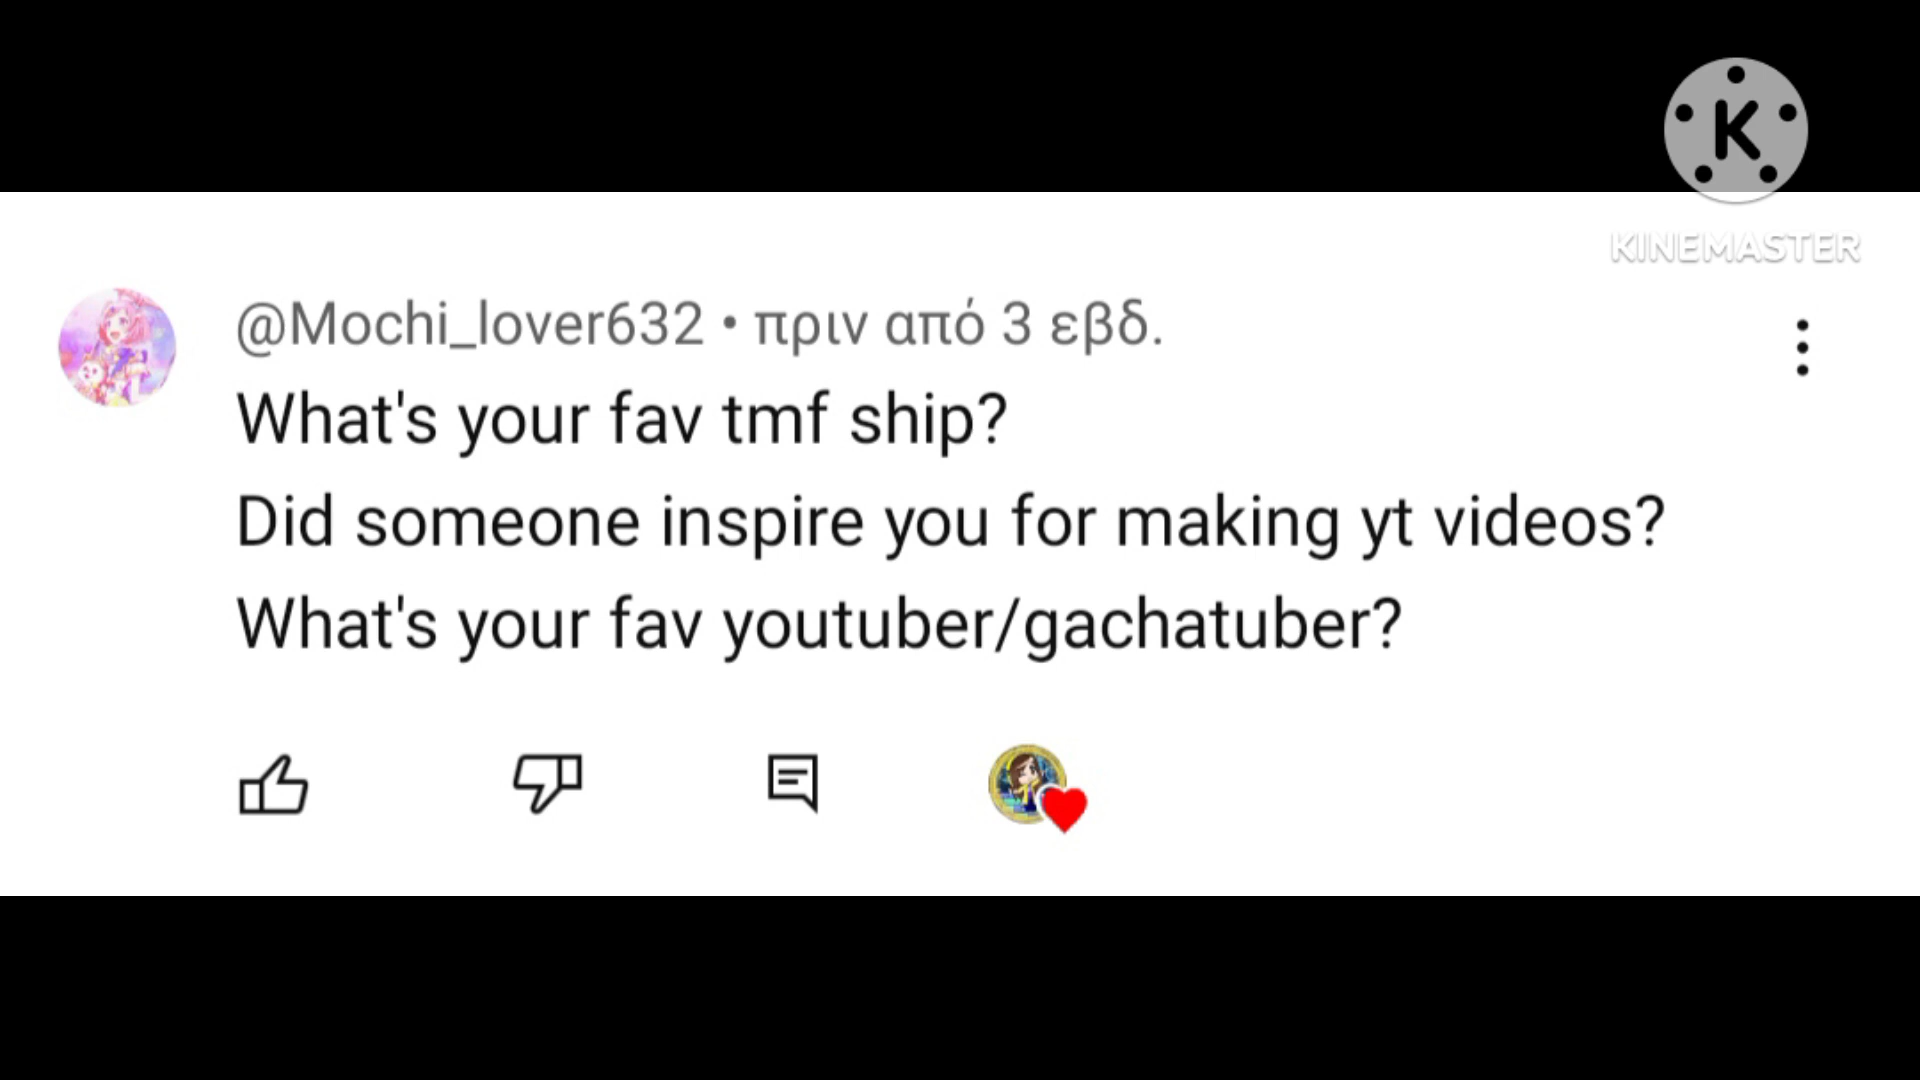 K
KINEMASTER
@Mochi_lover632 • πριν από 3 εβδ.
What's your fav tmf ship?
Did someone inspire you for making yt videos?
What's your fav youtuber/gachatuber?